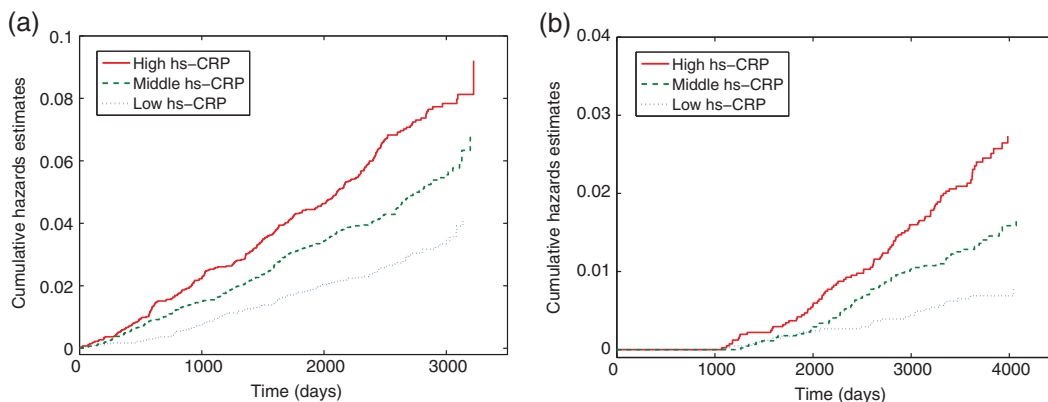 (a)
0.1
0.08
0.06
0.04
0.02
0
Cumulative hazards estimates
High hs-CRP
Middle hs-CRP
Low hs-CRP
0
1000
2000
3000
Time (days)
(b)
0.04
0.03
0.02
0.01
0
Cumulative hazards estimates
High hs-CRP
Middle hs-CRP
Low hs-CRP
0
1000
2000
3000
4000
Time (days)